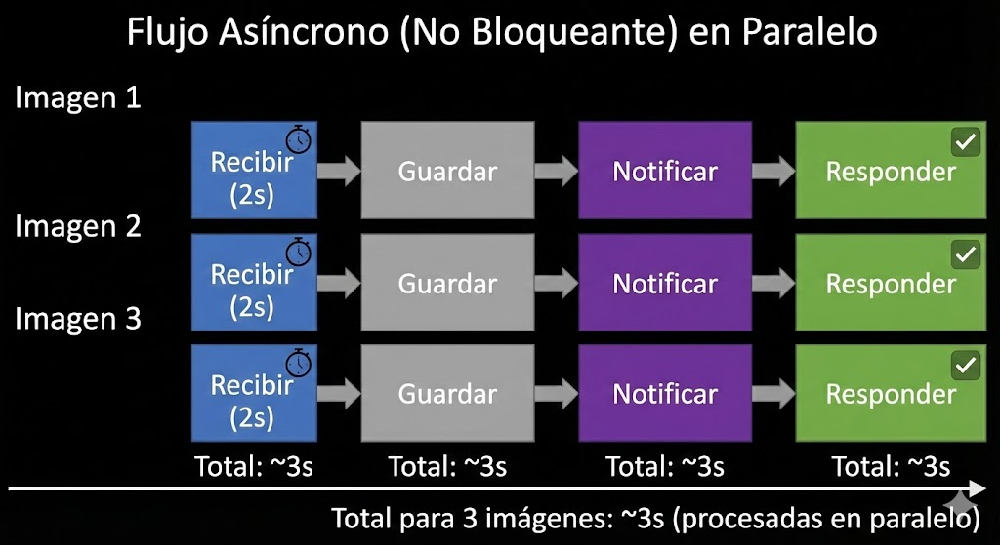 Flujo Asíncrono (No Bloqueante) en Paralelo
Imagen 1
Recibir
(2s)
Guardar
Notificar
Responder
Imagen 2
Recibir
(2s)
Guardar
Notificar
Responder
Imagen 3
Recibir
(2s)
Guardar
Notificar
Responder
Total: ~3s
Total: ~3s
Total: ~3s
Total: ~3s
Total para 3 imágenes: ~3s (procesadas en paralelo)